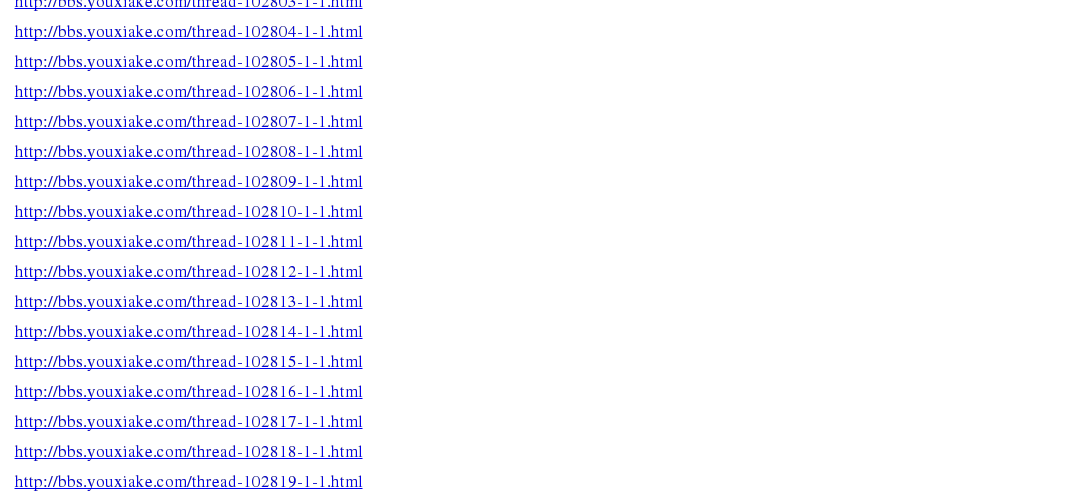 http://bbs.youxiake.com/thread-102803-1-1.html
http://bbs.youxiake.com/thread-102804-1-1.html
http://bbs.youxiake.com/thread-102805-1-1.html
http://bbs.youxiake.com/thread-102806-1-1.html
http://bbs.youxiake.com/thread-102807-1-1.html
http://bbs.youxiake.com/thread-102808-1-1.html
http://bbs.youxiake.com/thread-102809-1-1.html
http://bbs.youxiake.com/thread-102810-1-1.html
http://bbs.youxiake.com/thread-102811-1-1.html
http://bbs.youxiake.com/thread-102812-1-1.html
http://bbs.youxiake.com/thread-102813-1-1.html
http://bbs.youxiake.com/thread-102814-1-1.html
http://bbs.youxiake.com/thread-102815-1-1.html
http://bbs.youxiake.com/thread-102816-1-1.html
http://bbs.youxiake.com/thread-102817-1-1.html
http://bbs.youxiake.com/thread-102818-1-1.html
http://bbs.youxiake.com/thread-102819-1-1.html